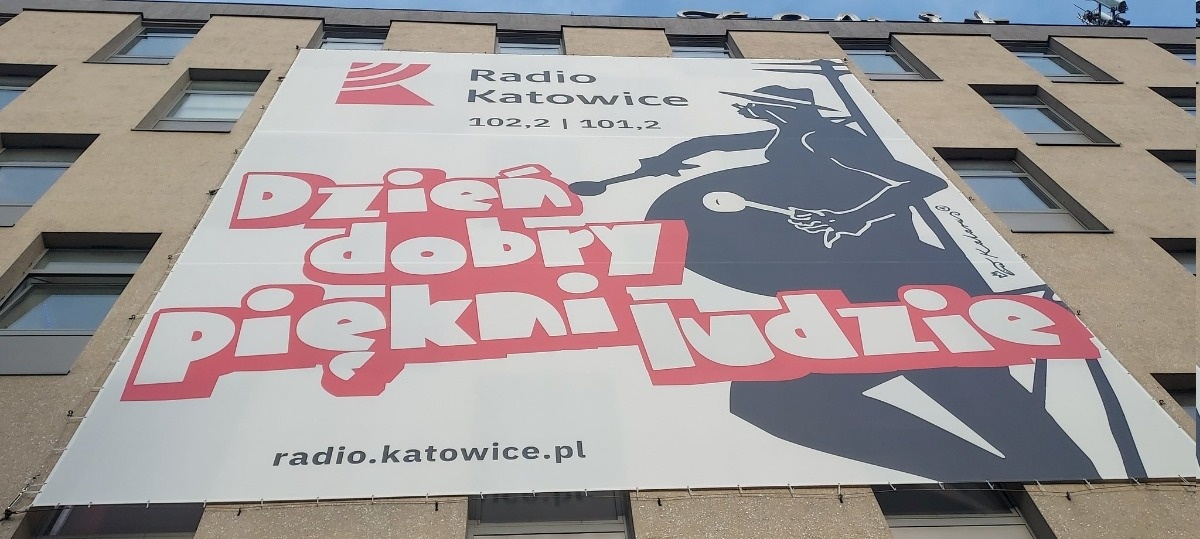 Radio
Katowice
102,2 | 101,2
Dzień
dobry
Piękni ludzie
radio.katowice.pl